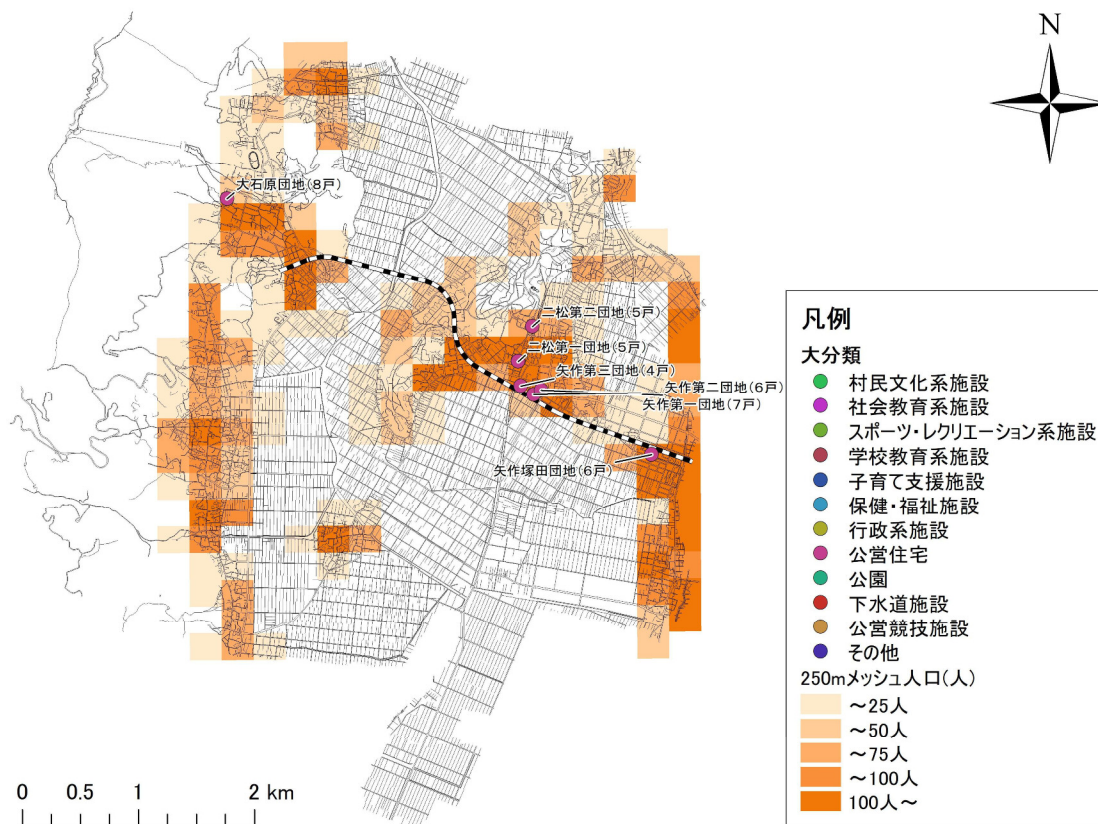 N
大石原団地(8戸)
二松第二団地(5戸)
二松第一団地(5戸)
矢作第三団地(4戸)
矢作第二団地(6戸)
矢作第一団地(7戸)
矢作塚田団地(6戸)
凡例
大分類
村民文化系施設
社会教育系施設
スポーツ・レクリエーション系施設
学校教育系施設
子育て支援施設
保健・福祉施設
行政系施設
公営住宅
公園
下水道施設
公営競技施設
その他
250mメッシュ人口(人)
～25人
～50人
～75人
～100人
100人～
0 0.5 1 2 km